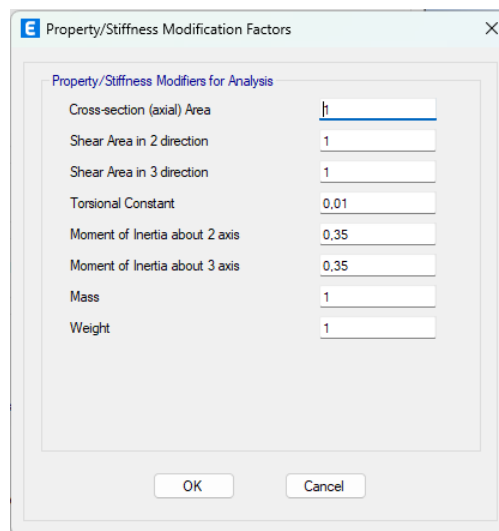 E Property/Stiffness Modification Factors
Property/Stiffness Modifiers for Analysis
Cross-section (axial) Area 1
Shear Area in 2 direction 1
Shear Area in 3 direction 1
Torsional Constant 0,01
Moment of Inertia about 2 axis 0,35
Moment of Inertia about 3 axis 0,35
Mass 1
Weight 1
OK Cancel